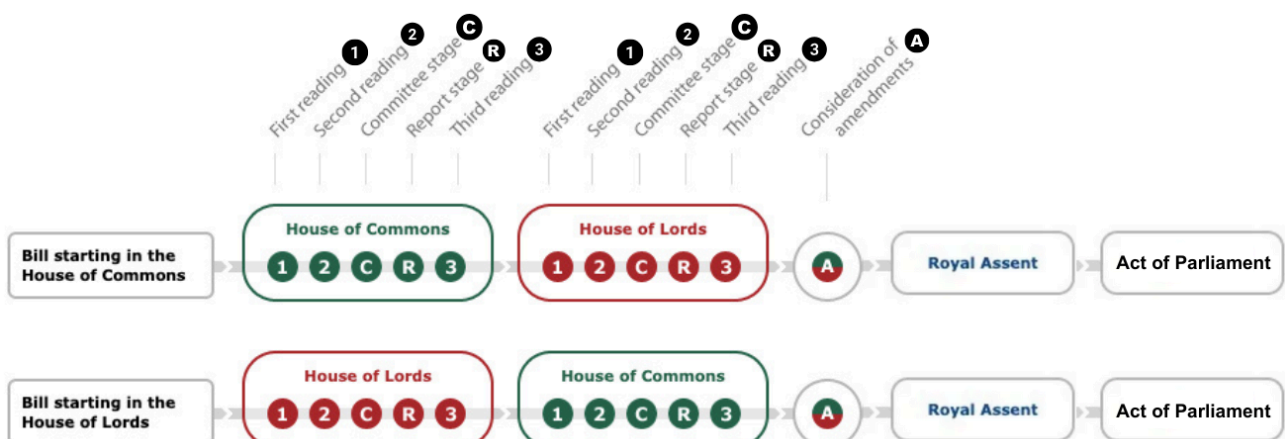 First reading 1
Second reading 2
Committee stage C
Report stage R
Third reading 3
First reading 1
Second reading 2
Committee stage C
Report stage R
Third reading 3
Consideration of
amendments A
Bill starting in the
House of Commons
House of Commons
1 2 C R 3
House of Lords
1 2 C R 3
A
Royal Assent
Act of Parliament
Bill starting in the
House of Lords
House of Lords
1 2 C R 3
House of Commons
1 2 C R 3
A
Royal Assent
Act of Parliament